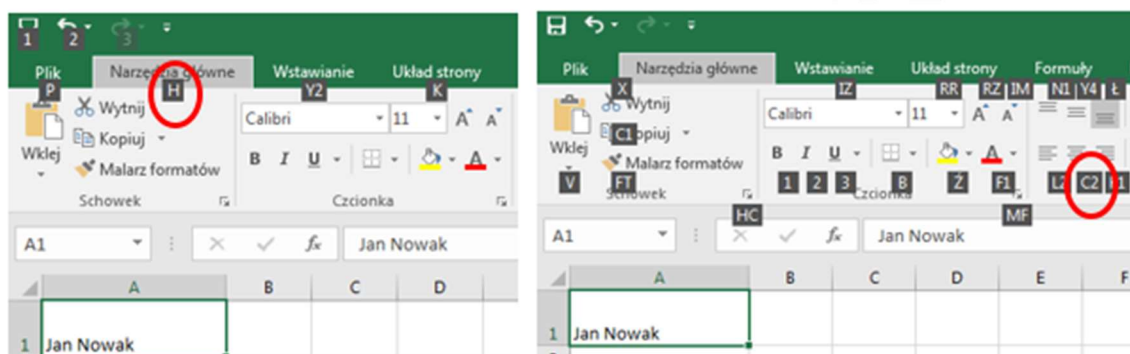 1 2 3
Plik Narzędzia główne Wstawianie Układ strony
P H Y2 K
Wytnij
Calibri 11 A A
Kopiuj
Wklej
Malarz formatów
B I U A
Schowek Czcionka
A1 fx Jan Nowak
A B C D
1 Jan Nowak
Plik Narzędzia główne Wstawianie Układ strony Formuły
X IZ RR RZ IM N1 Y4 Ł
Wytnij
Calibri 11 A A
C1 opiuj
Wklej
Malarz formatów
B I U A
V FT 1 2 3 B Ź F1 C2
Schowek Czcionka
HC MF
A1 fx Jan Nowak
A B C D E F
1 Jan Nowak